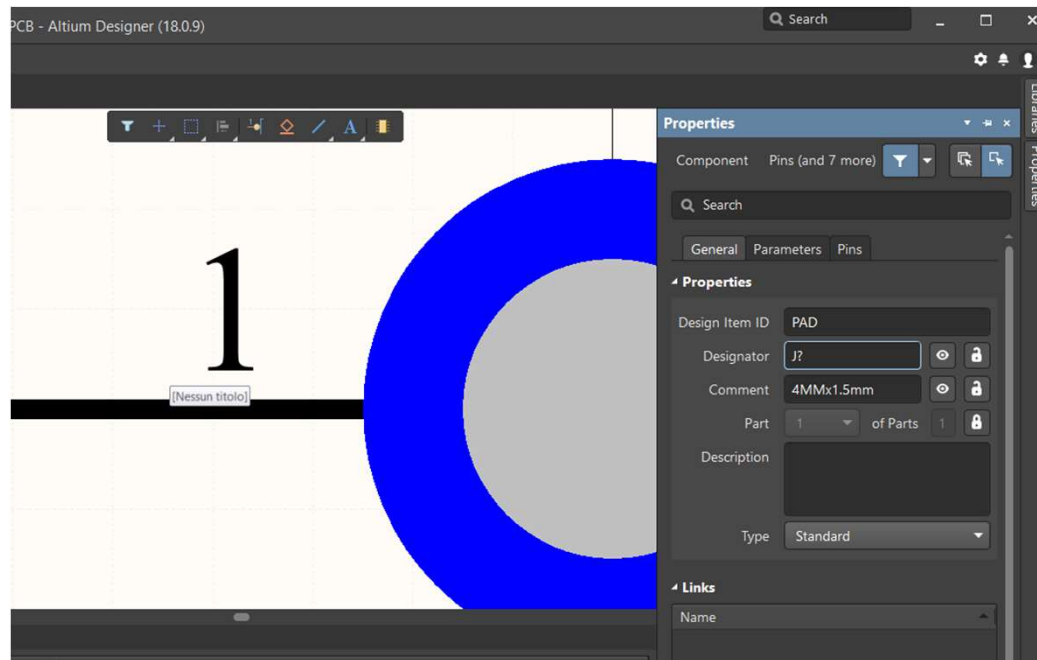 PCB - Altium Designer (18.0.9)
Search
Libraries
Properties
Properties
Component Pins (and 7 more)
Search
General Parameters Pins
Properties
Design Item ID PAD
Designator J?
Comment 4MMx1.5mm
Part 1 of Parts 1
Description
Type Standard
Links
Name
1
[Nessun titolo]